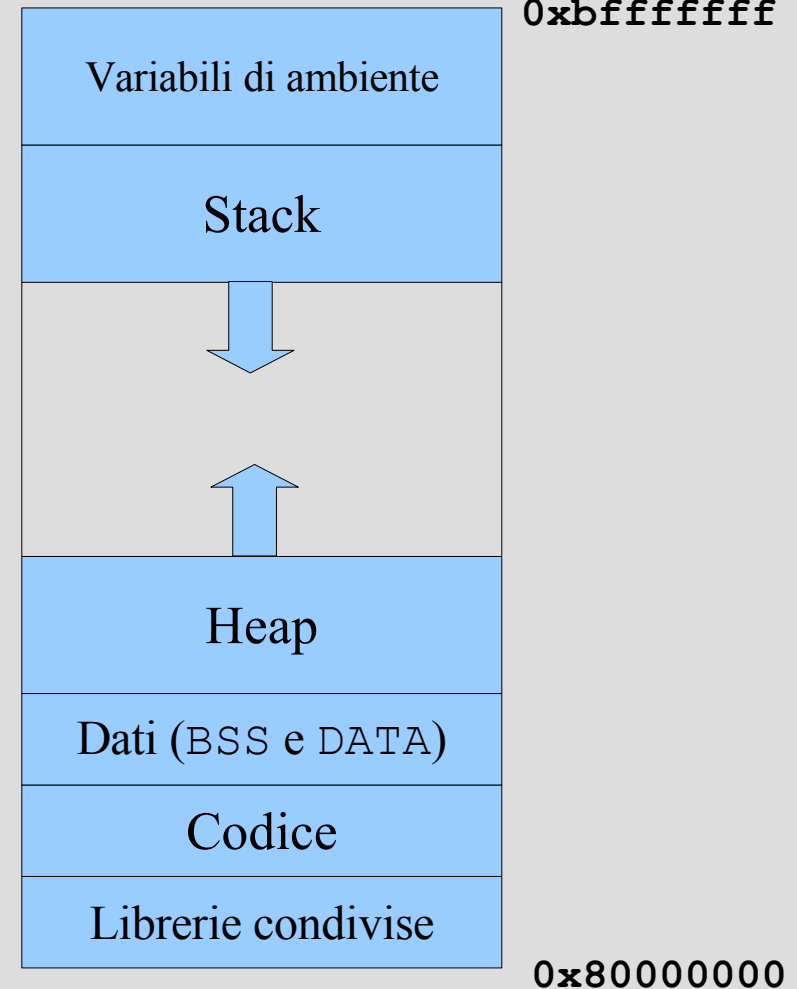 0xbfffffff
Variabili di ambiente
Stack
Heap
Dati (BSS e DATA)
Codice
Librerie condivise
0x80000000